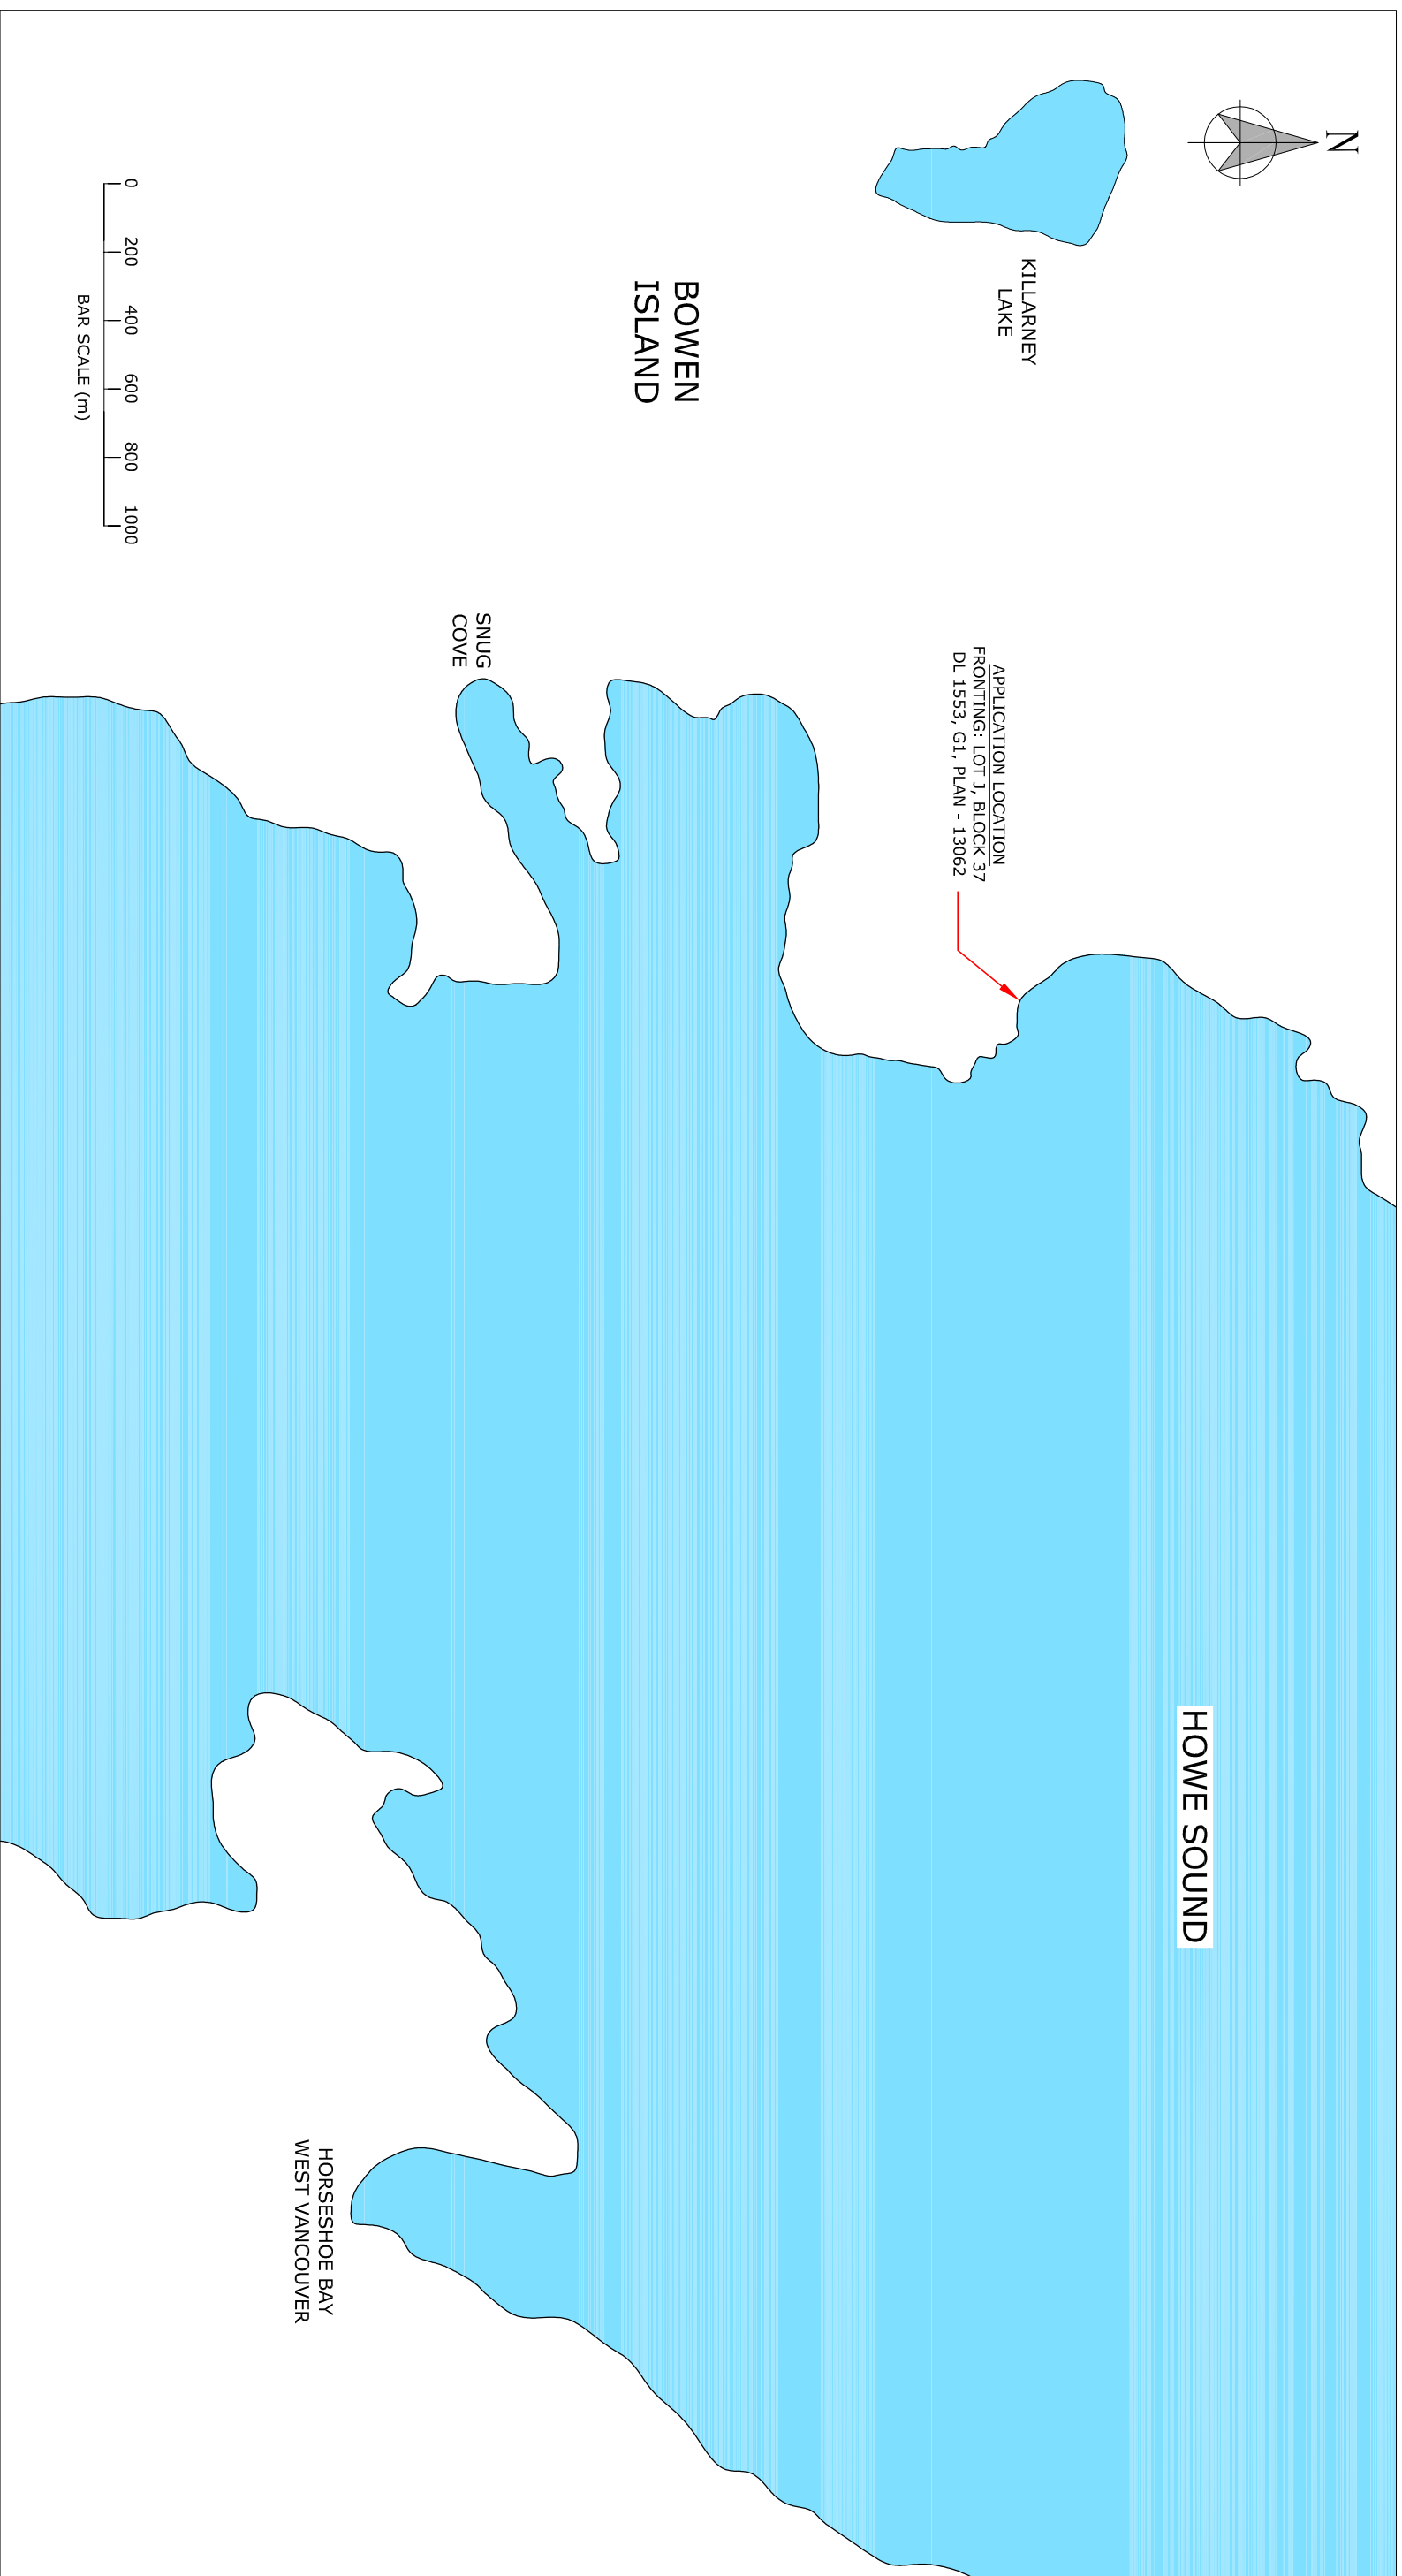 N
KILLARNEY
LAKE
BOWEN
ISLAND
APPLICATION LOCATION
FRONTING: LOT J, BLOCK 37
DL 1553, G1, PLAN - 13062
HOWE SOUND
SNUG
COVE
HORSESHOE BAY
WEST VANCOUVER
0 200 400 600 800 1000
BAR SCALE (m)